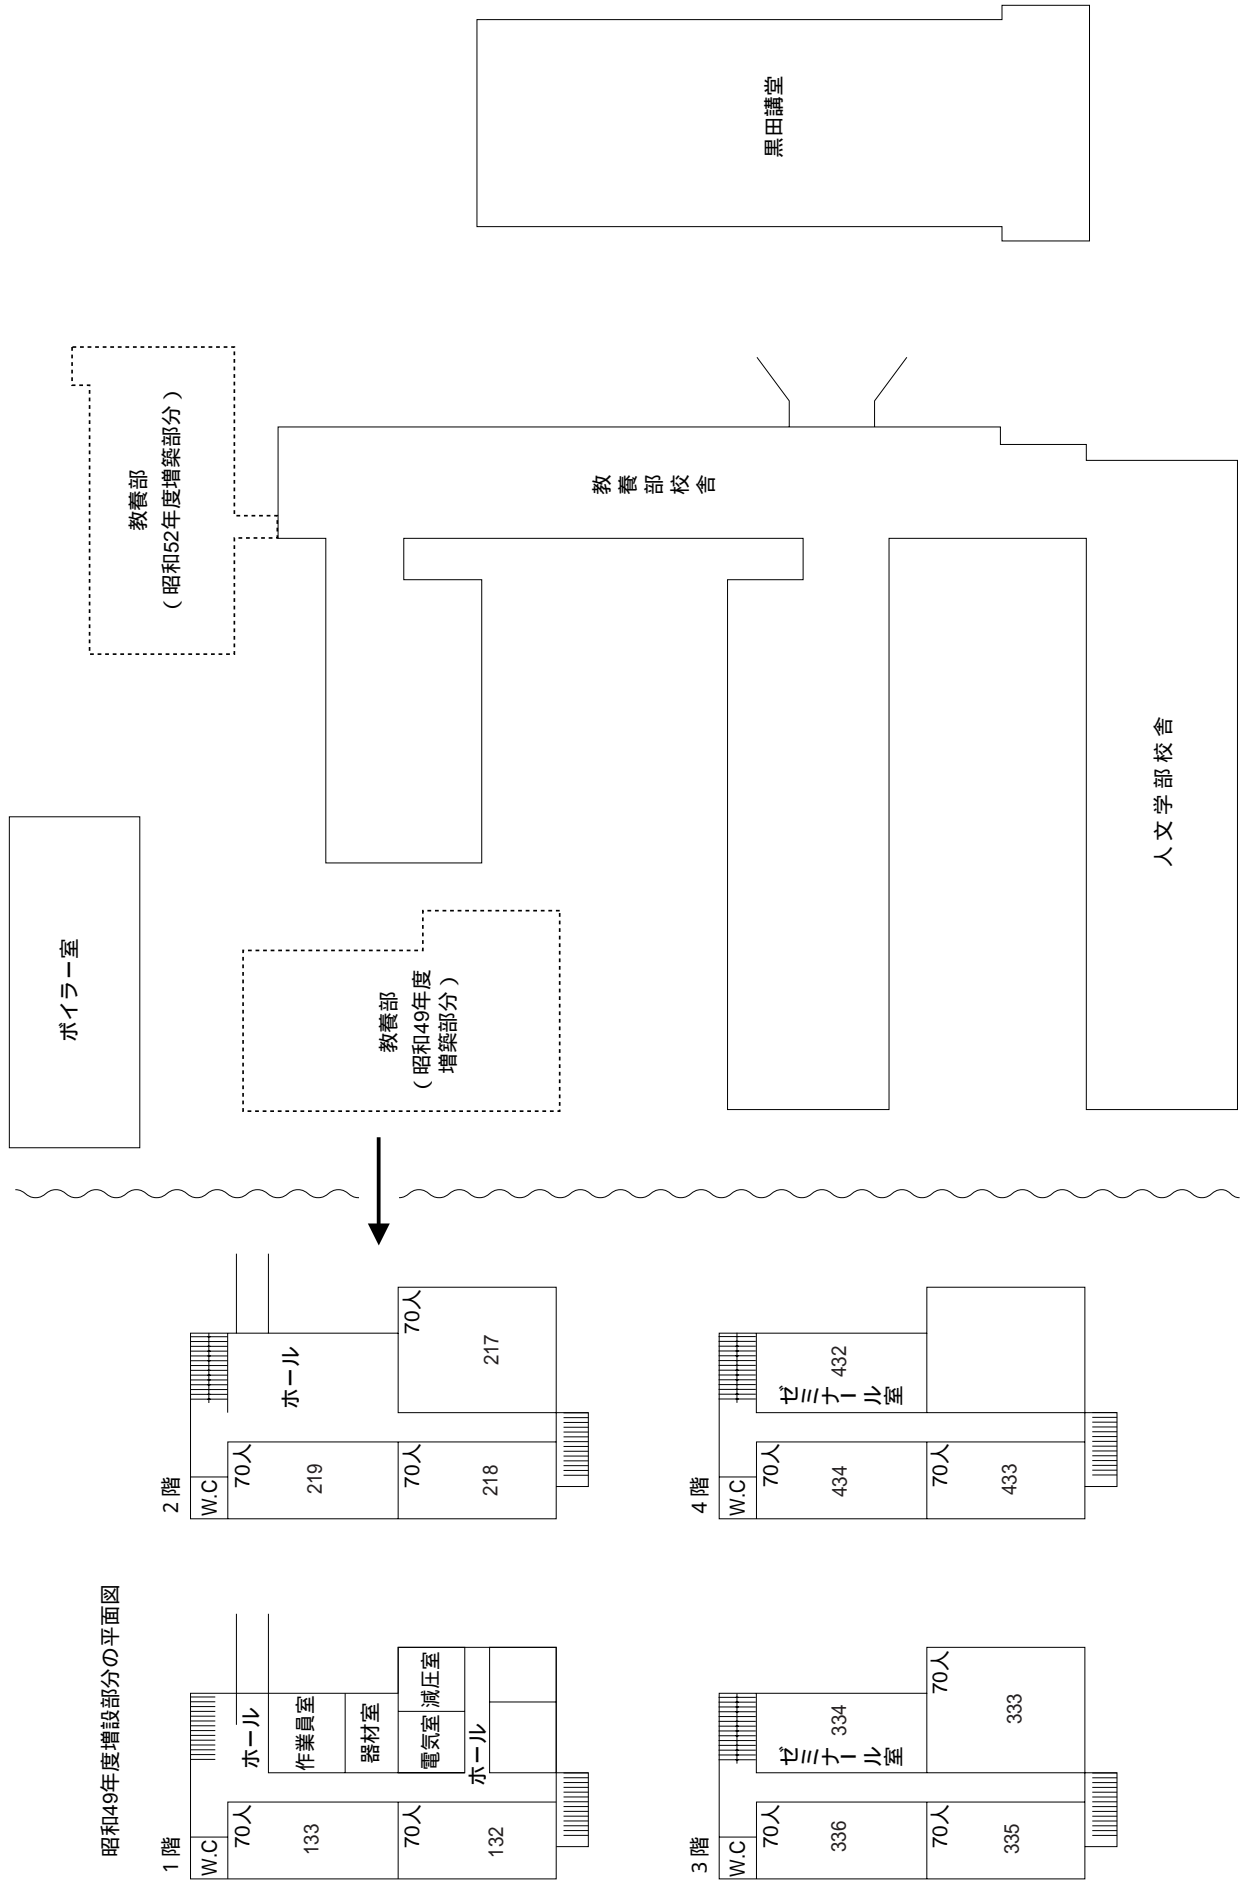 昭和49年度増設部分の平面図
1階
W.C
70人
133
70人
132
ホール
作業員室
器材室
電気室
減圧室
ホール
2階
W.C
70人
219
70人
218
ホール
70人
217
3階
W.C
70人
336
70人
335
ゼミナール室
334
70人
333
4階
W.C
70人
434
70人
433
ゼミナール室
432
ボイラー室
教養部
(昭和49年度
増築部分)
教養部
(昭和52年度増築部分)
教養部校舎
人文学部校舎
黒田講堂